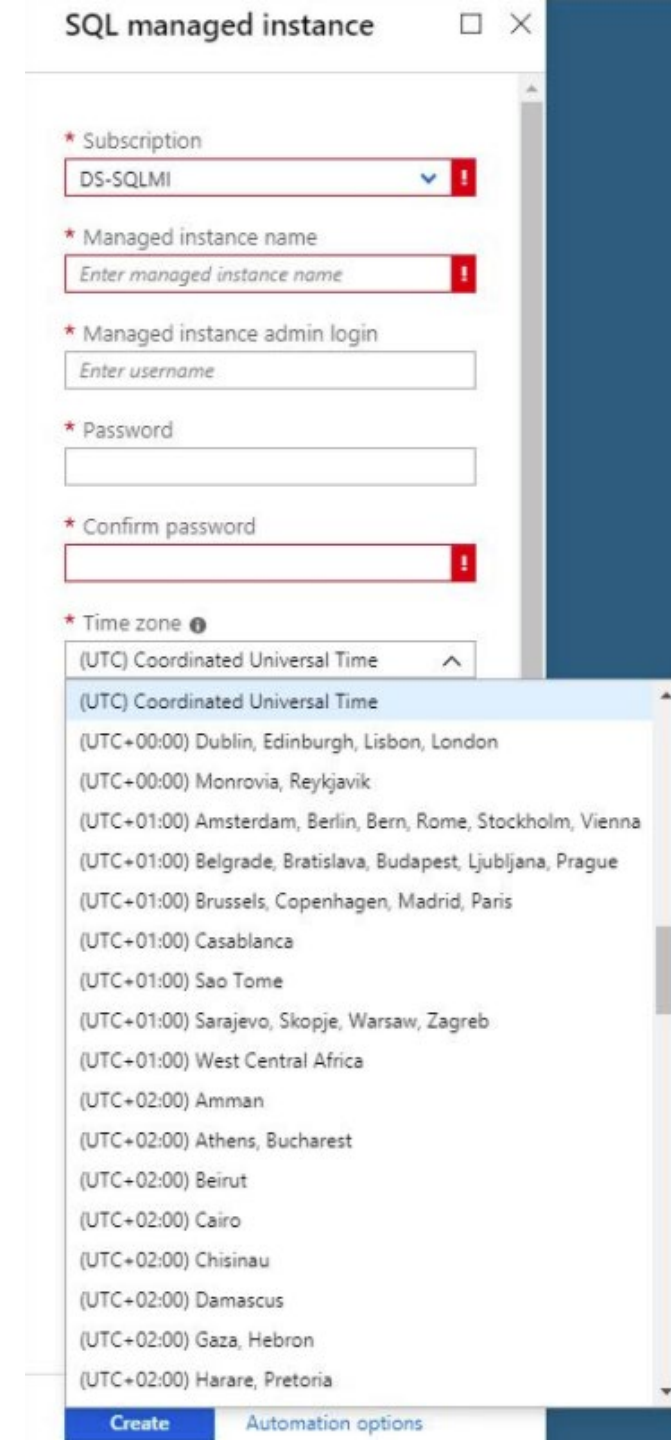 SQL managed instance
* Subscription
DS-SQLMI
* Managed instance name
Enter managed instance name
* Managed instance admin login
Enter username
* Password
* Confirm password
* Time zone
(UTC) Coordinated Universal Time
(UTC) Coordinated Universal Time
(UTC+00:00) Dublin, Edinburgh, Lisbon, London
(UTC+00:00) Monrovia, Reykjavik
(UTC+01:00) Amsterdam, Berlin, Bern, Rome, Stockholm, Vienna
(UTC+01:00) Belgrade, Bratislava, Budapest, Ljubljana, Prague
(UTC+01:00) Brussels, Copenhagen, Madrid, Paris
(UTC+01:00) Casablanca
(UTC+01:00) Sao Tome
(UTC+01:00) Sarajevo, Skopje, Warsaw, Zagreb
(UTC+01:00) West Central Africa
(UTC+02:00) Amman
(UTC+02:00) Athens, Bucharest
(UTC+02:00) Beirut
(UTC+02:00) Cairo
(UTC+02:00) Chisinau
(UTC+02:00) Damascus
(UTC+02:00) Gaza, Hebron
(UTC+02:00) Harare, Pretoria
Create Automation options